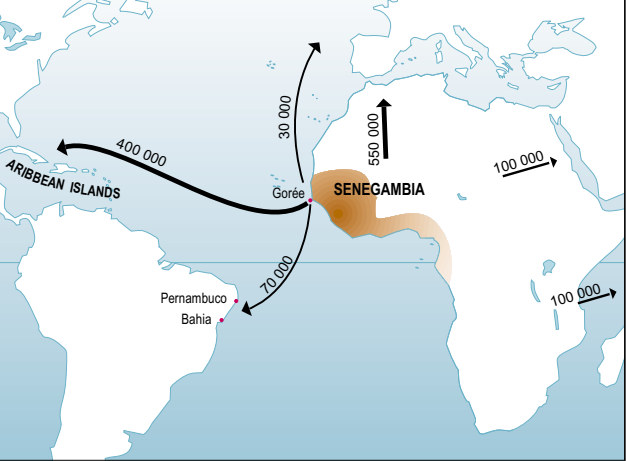 30 000
550 000
400 000
100 000
ARIBBEAN ISLANDS
Gorée
SENEGAMBIA
70 000
Pernambuco
Bahia
100 000